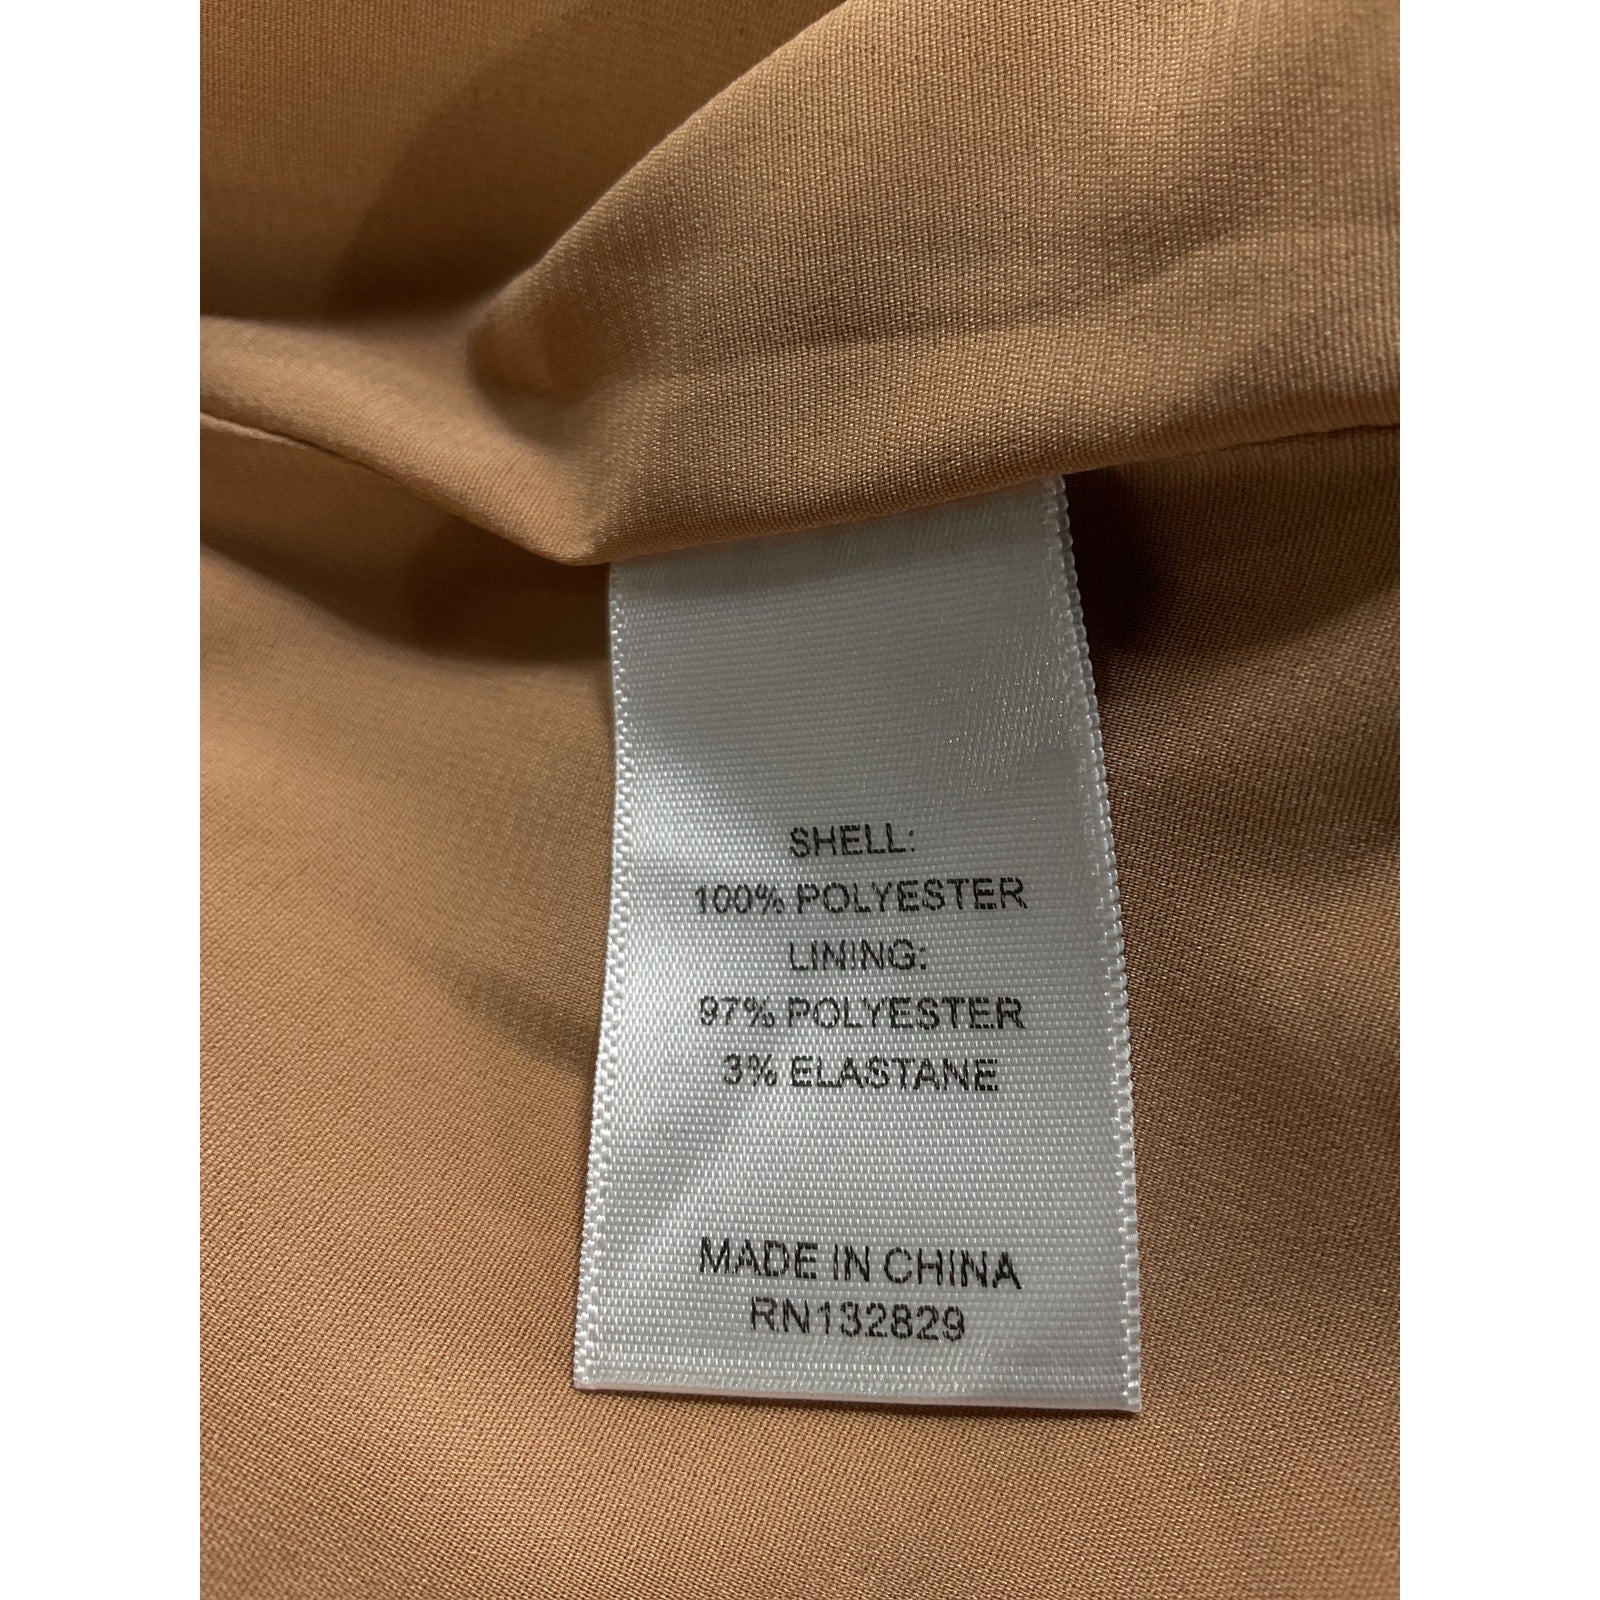 SHELL:
100% POLYESTER
LINING:
97% POLYESTER
3% ELASTANE
MADE IN CHINA
RN132829